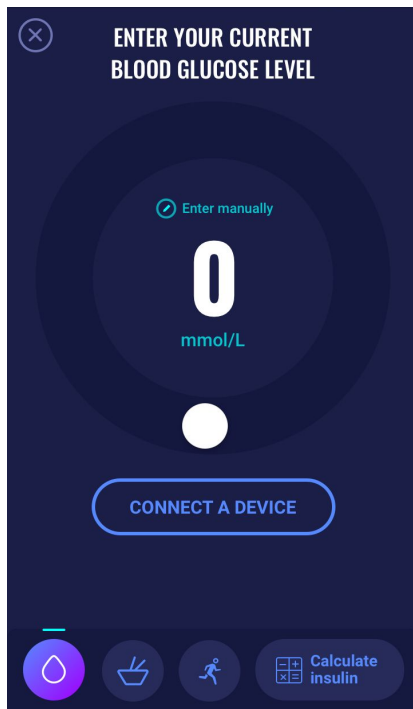 ENTER YOUR CURRENT
BLOOD GLUCOSE LEVEL
Enter manually
0
mmol/L
CONNECT A DEVICE
Calculate
insulin